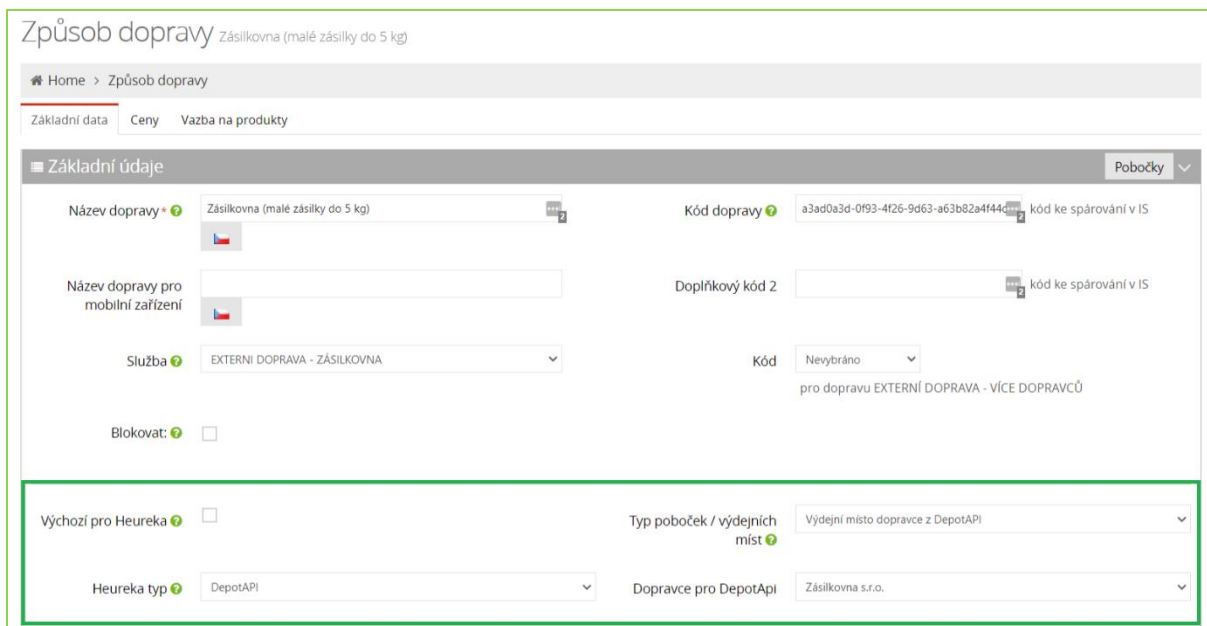 Způsob dopravy Zásilkovna (malé zásilky do 5 kg)
Home > Způsob dopravy
Základní data Ceny Vazba na produkty
Základní údaje Pobočky
Název dopravy * Zásilkovna (malé zásilky do 5 kg) 2 Kód dopravy a3ad0a3d-0f93-4f26-9d63-a63b82a4f44 2 kód ke spárování v IS
Název dopravy pro
mobilní zařízení
Doplňkový kód 2 2 kód ke spárování v IS
Služba EXTERNI DOPRAVA - ZÁSILKOVNA Kód Nevybráno
pro dopravu EXTERNÍ DOPRAVA - VÍCE DOPRAVCŮ
Blokovat:
Výchozí pro Heureka
Typ poboček / výdejních
míst
Výdejní místo dopravce z DepotAPI
Heureka typ DepotAPI Dopravce pro DepotApi Zásilkovna s.r.o.